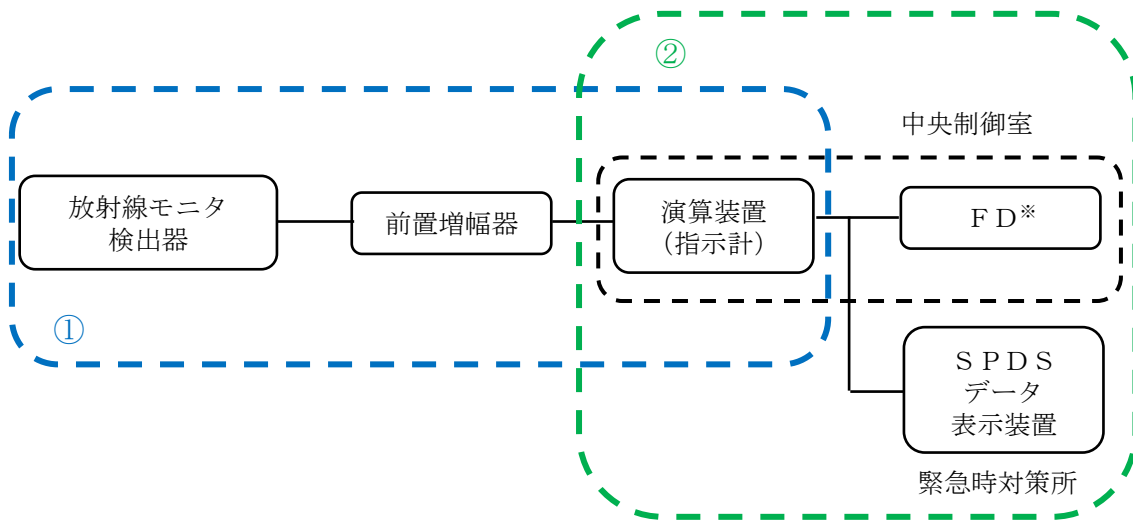 ②
中央制御室
放射線モニタ
検出器
前置増幅器
演算装置
(指示計)
ＦＤ※
①
ＳＰＤＳ
データ
表示装置
緊急時対策所